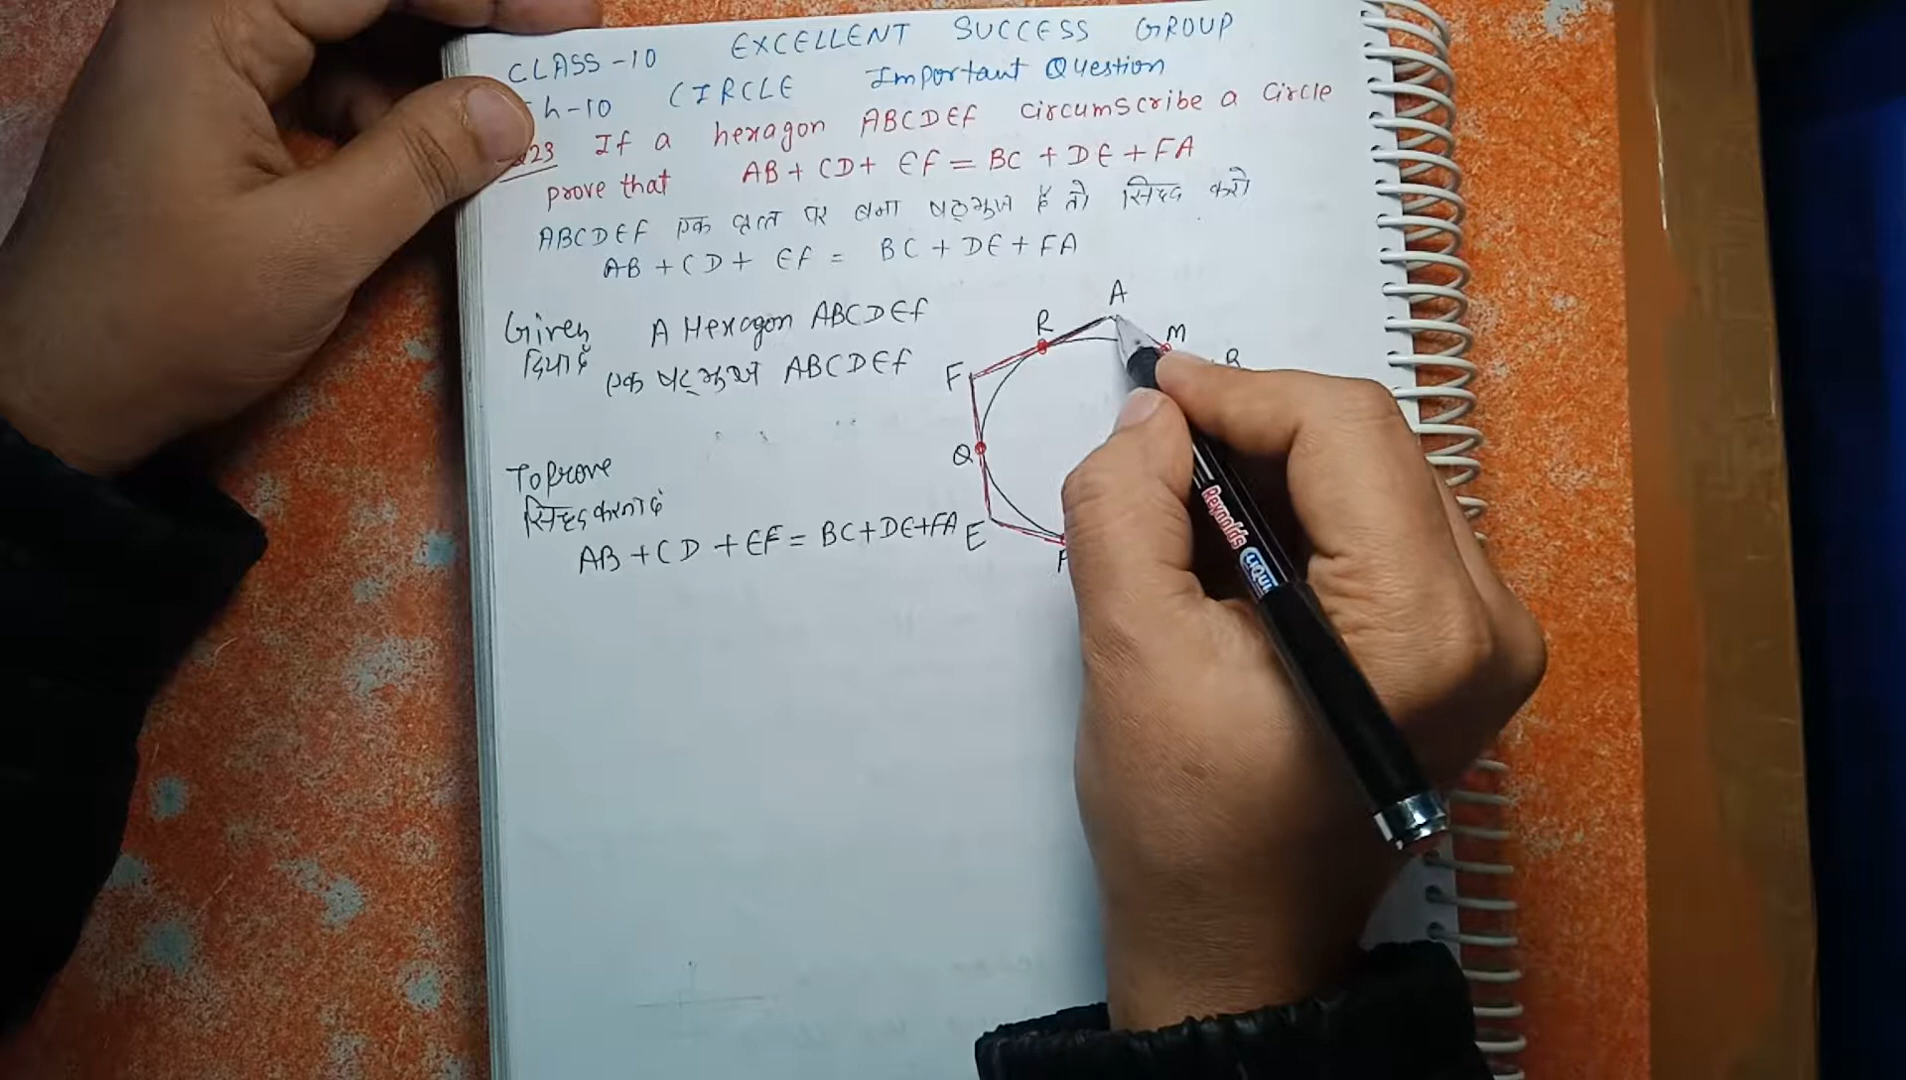 CLASS-10 EXCELLENT SUCCESS GROUP
h-10 CIRCLE Important Question
Q23 If a hexagon ABCDEF circumscribe a circle
prove that AB + CD + EF = BC + DE + FA
ABCDEF एक वृत्त पर बना षट्भुज है तो सिद्ध करो
AB + CD + EF = BC + DE + FA
Given A Hexagon ABCDEF
दिया है एक षट्भुज ABCDEF
To prove
सिद्ध करना है
AB + CD + EF = BC + DE + FA
A
R
M
B
F
Q
E
P
Reynolds